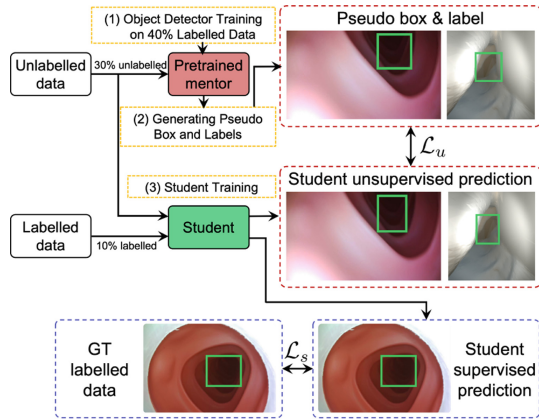 (1) Object Detector Training
on 40% Labelled Data
Pseudo box & label
Unlabelled
data
30% unlabelled
Pretrained
mentor
(2) Generating Pseudo
Box and Labels
ℒu
(3) Student Training
Student unsupervised prediction
Labelled
data
10% labelled
Student
GT
labelled
data
ℒs
Student
supervised
prediction